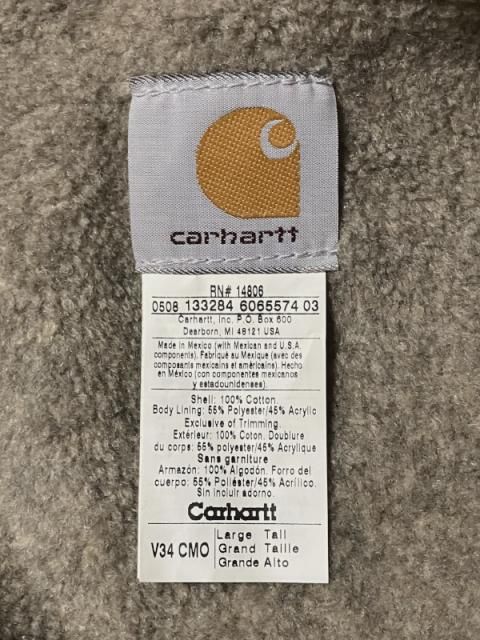 carhartt
RN# 14806
0508 133284 6065574 03
Carhartt, Inc. P.O. Box 600
Dearborn, MI 48121 USA
Made in Mexico (with Mexican and U.S.A.
components). Fabriqué au Mexique (avec des
composants mexicains et américains). Hecho
en México (con componentes mexicanos
y estadounidenses).
Shell: 100% Cotton.
Body Lining: 55% Polyester/45% Acrylic
Exclusive of Trimming.
Extérieur: 100% Coton. Doublure
du corps: 55% polyester/45% Acrylique
Sans garniture
Armazón: 100% Algodón. Forro del
cuerpo: 55% Poliéster/45% Acrílico.
Sin incluir adorno.
Carhartt
V34 CMO
Large Tall
Grand Taille
Grande Alto